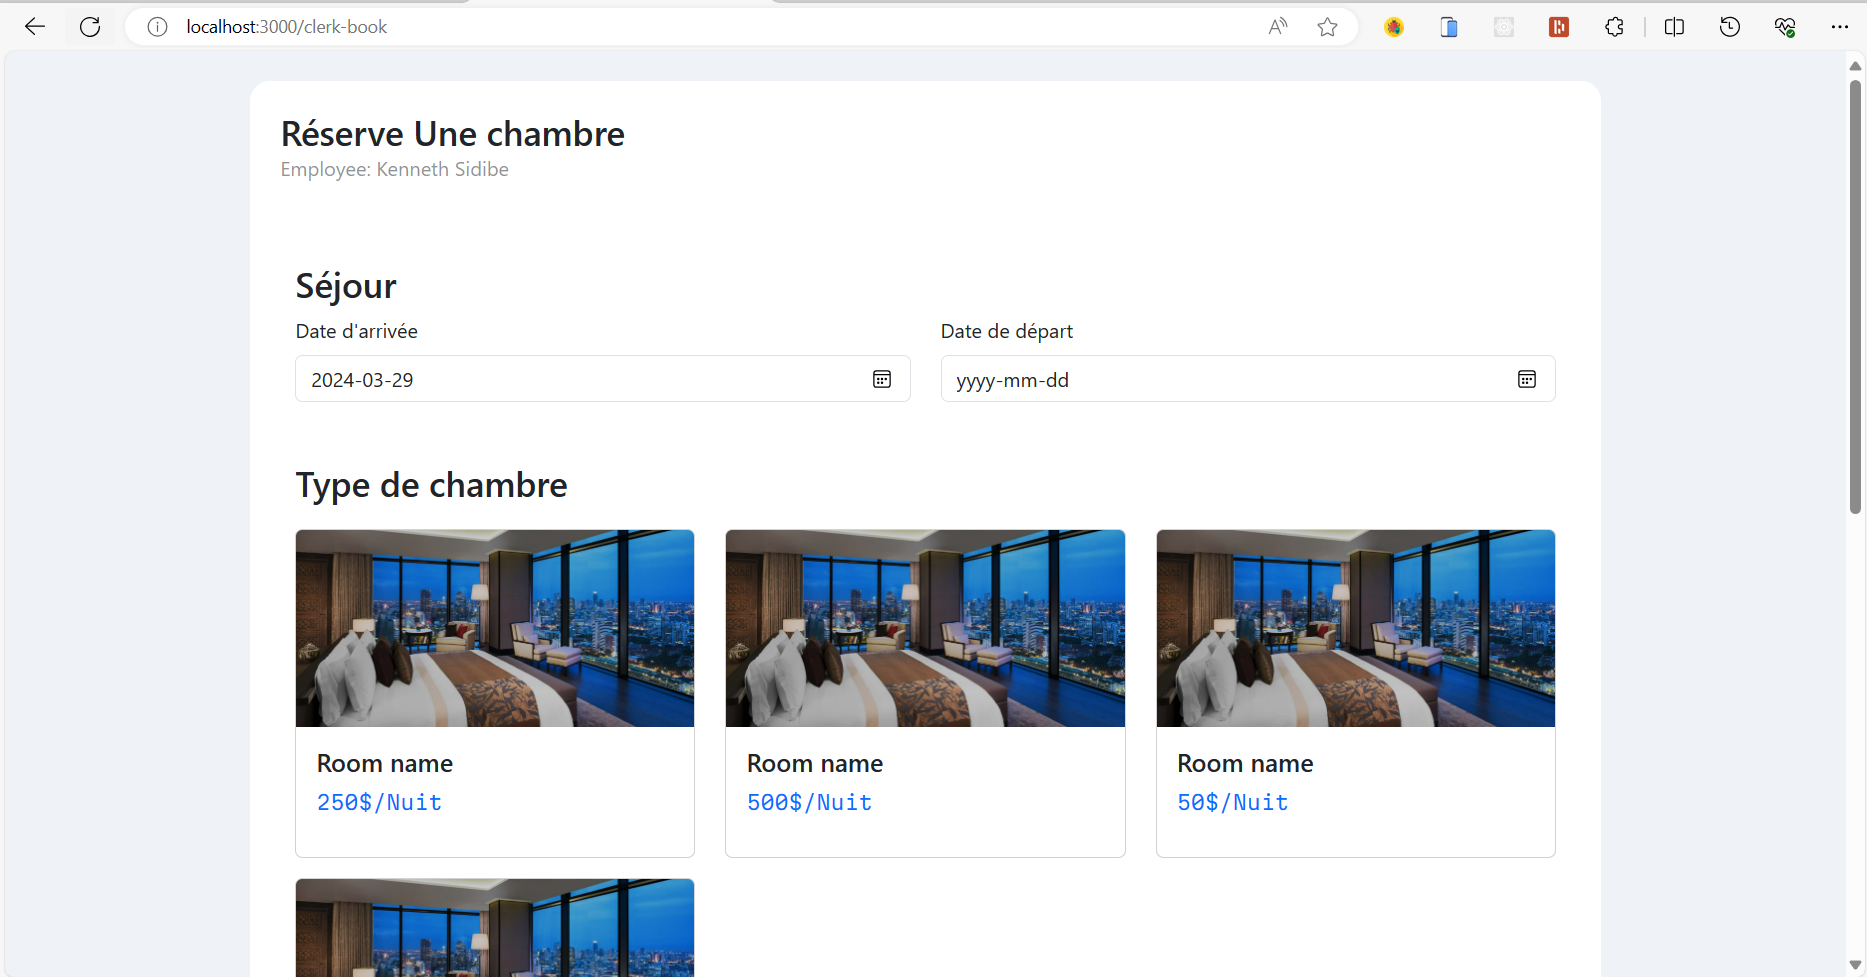 localhost:3000/clerk-book
Réserve Une chambre
Employee: Kenneth Sidibe
Séjour
Date d'arrivée
Date de départ
2024-03-29
yyyy-mm-dd
Type de chambre
Room name
Room name
Room name
250$/Nuit
500$/Nuit
50$/Nuit